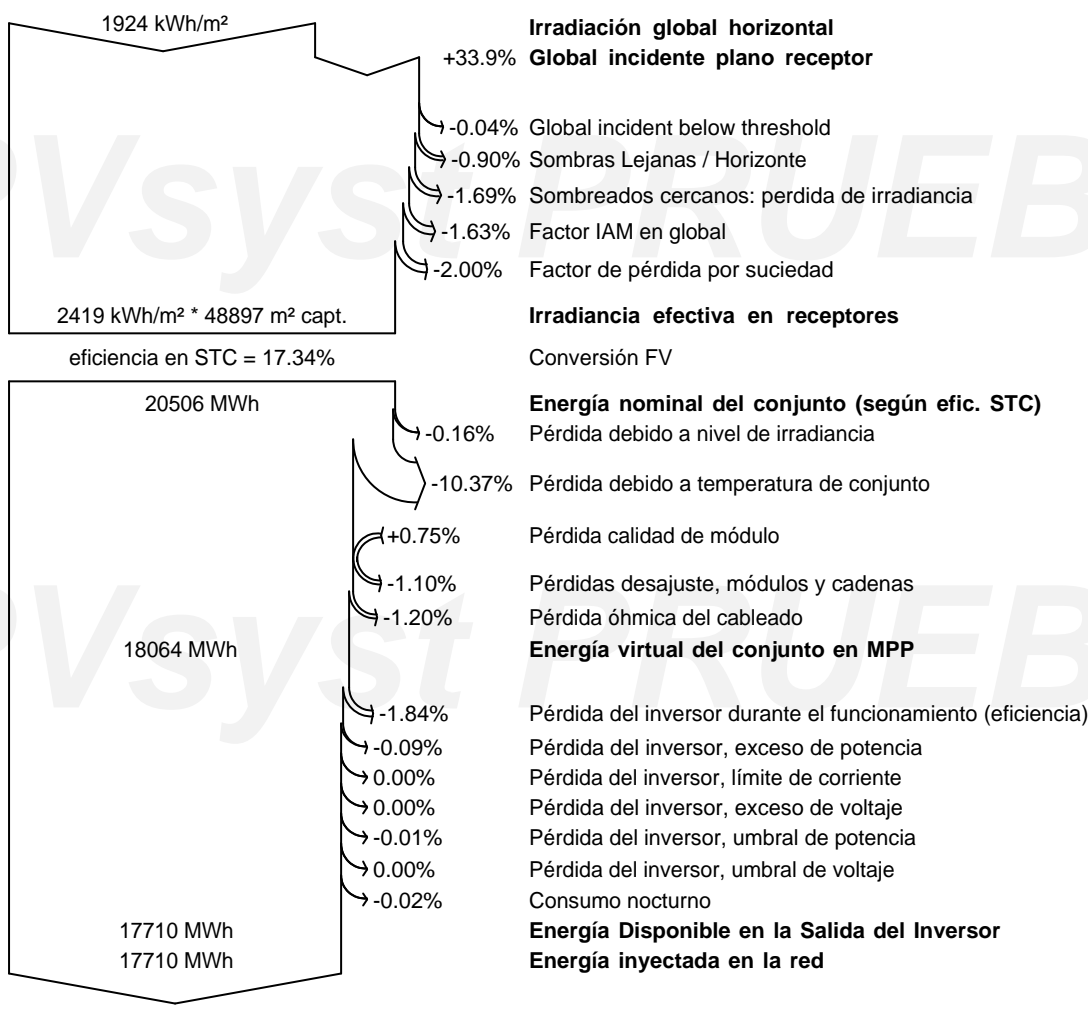 1924 kWh/m² Irradiación global horizontal
+33.9% Global incidente plano receptor
-0.04% Global incident below threshold
-0.90% Sombras Lejanas / Horizonte
-1.69% Sombreados cercanos: perdida de irradiancia
-1.63% Factor IAM en global
-2.00% Factor de pérdida por suciedad
2419 kWh/m² * 48897 m² capt. Irradiancia efectiva en receptores
eficiencia en STC = 17.34% Conversión FV
20506 MWh Energía nominal del conjunto (según efic. STC)
-0.16% Pérdida debido a nivel de irradiancia
-10.37% Pérdida debido a temperatura de conjunto
+0.75% Pérdida calidad de módulo
-1.10% Pérdidas desajuste, módulos y cadenas
-1.20% Pérdida óhmica del cableado
18064 MWh Energía virtual del conjunto en MPP
-1.84% Pérdida del inversor durante el funcionamiento (eficiencia)
-0.09% Pérdida del inversor, exceso de potencia
0.00% Pérdida del inversor, límite de corriente
0.00% Pérdida del inversor, exceso de voltaje
-0.01% Pérdida del inversor, umbral de potencia
0.00% Pérdida del inversor, umbral de voltaje
-0.02% Consumo nocturno
17710 MWh Energía Disponible en la Salida del Inversor
17710 MWh Energía inyectada en la red
PVsyst PRUEB
PVsyst PRUEB